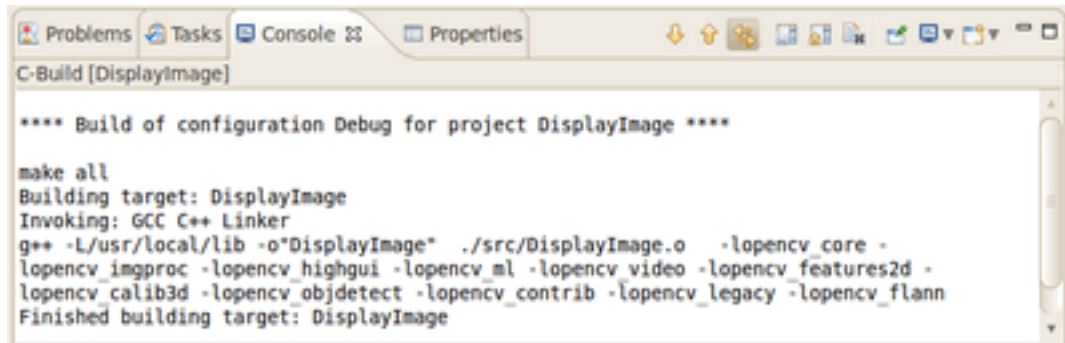 Problems Tasks Console Properties
C-Build [DisplayImage]
**** Build of configuration Debug for project DisplayImage ****
make all
Building target: DisplayImage
Invoking: GCC C++ Linker
g++ -L/usr/local/lib -o"DisplayImage"  ./src/DisplayImage.o   -lopencv_core -
lopencv_imgproc -lopencv_highgui -lopencv_ml -lopencv_video -lopencv_features2d -
lopencv_calib3d -lopencv_objdetect -lopencv_contrib -lopencv_legacy -lopencv_flann
Finished building target: DisplayImage